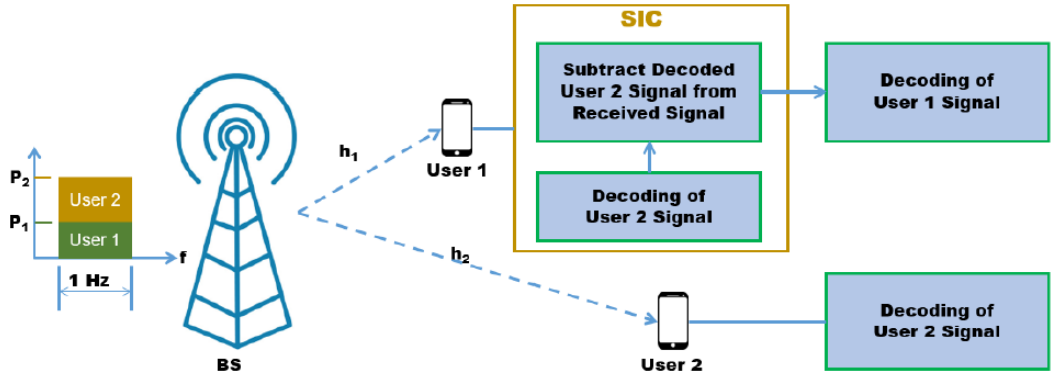 SIC
Subtract Decoded
User 2 Signal from
Received Signal
Decoding of
User 1 Signal
h1
User 1
Decoding of
User 2 Signal
P2
User 2
P1
User 1
f
1 Hz
h2
BS
User 2
Decoding of
User 2 Signal